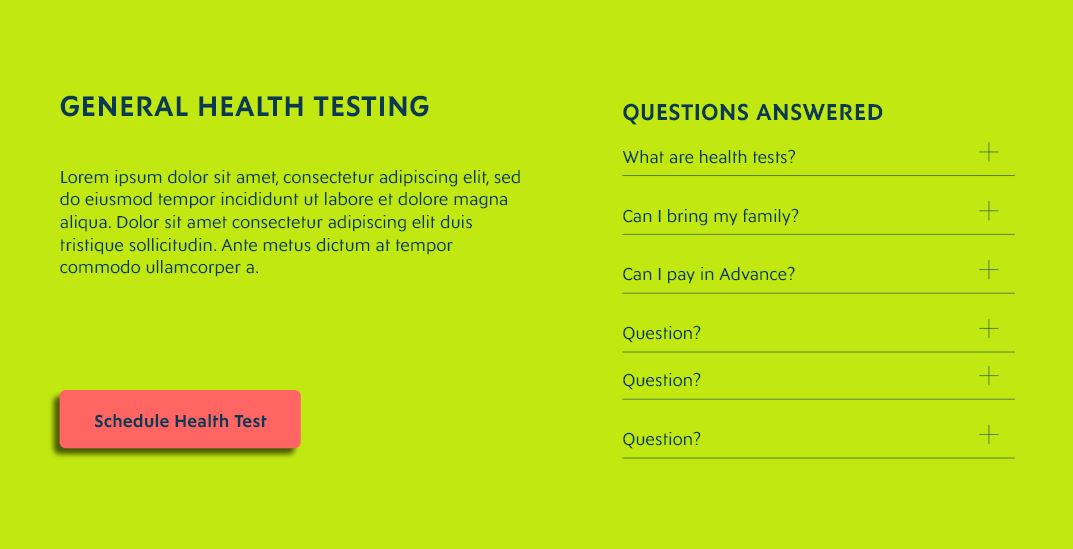 GENERAL HEALTH TESTING
Lorem ipsum dolor sit amet, consectetur adipiscing elit, sed
do eiusmod tempor incididunt ut labore et dolore magna
aliqua. Dolor sit amet consectetur adipiscing elit duis
tristique sollicitudin. Ante metus dictum at tempor
commodo ullamcorper a.
Schedule Health Test
QUESTIONS ANSWERED
What are health tests?
Can I bring my family?
Can I pay in Advance?
Question?
Question?
Question?